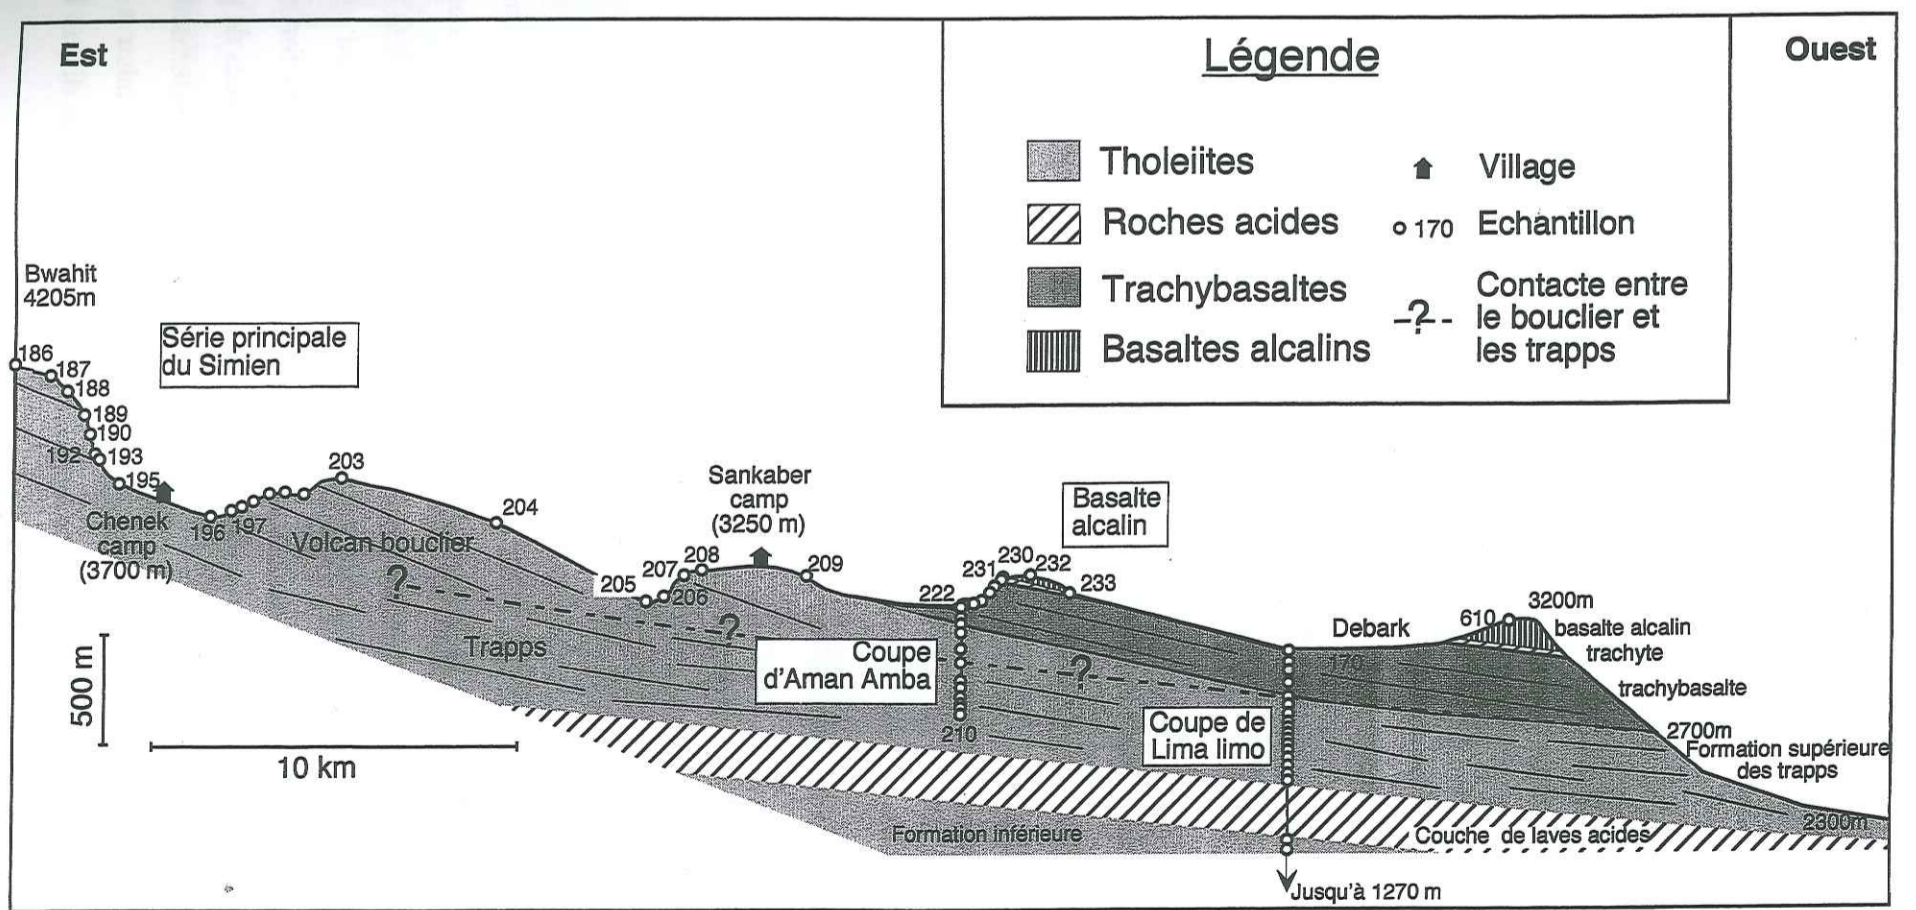 Est
Ouest
Légende
Tholeiites
Roches acides
Trachybasaltes
Basaltes alcalins
Village
170 Echantillon
-?- Contacte entre
le bouclier et
les trapps
Bwahit
4205m
Série principale
du Simien
186
187
188
189
190
192
193
195
Chenek
camp
(3700 m)
196
197
203
204
Volcan bouclier
?
Trapps
205
206
207
208
Sankaber
camp
(3250 m)
209
?
Coupe
d'Aman Amba
222
210
231
230
232
233
Basalte
alcalin
?
Coupe de
Lima limo
Debark
170
610
3200m
basalte alcalin
trachyte
trachybasalte
2700m
Formation supérieure
des trapps
2300m
Couche de laves acides
Formation inférieure
Jusqu'à 1270 m
500 m
10 km